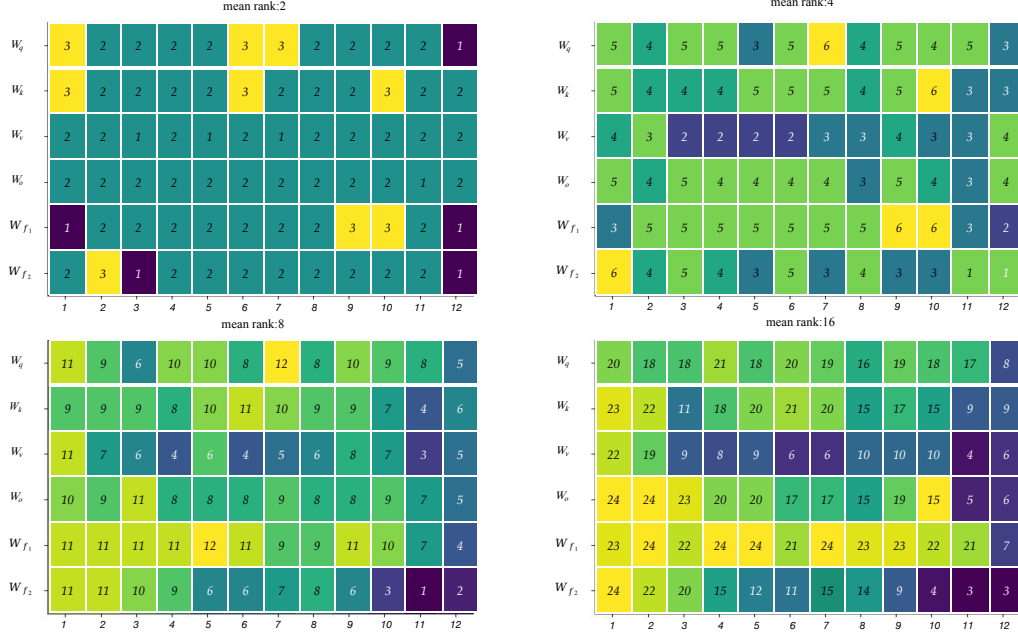 mean rank:2
W_q 3 2 2 2 2 3 3 2 2 2 2 1
W_k 3 2 2 2 2 3 2 2 2 3 2 2
W_v 2 2 1 2 1 2 1 2 2 2 2 2
W_o 2 2 2 2 2 2 2 2 2 2 1 2
W_{f_1} 1 2 2 2 2 2 2 2 3 3 2 1
W_{f_2} 2 3 1 2 2 2 2 2 2 2 2 1
1 2 3 4 5 6 7 8 9 10 11 12
mean rank:4
W_q 5 4 5 5 3 5 6 4 5 4 5 3
W_k 5 4 4 4 5 5 5 4 5 6 3 3
W_v 4 3 2 2 2 2 3 3 4 3 3 4
W_o 5 4 5 4 4 4 4 3 5 4 3 4
W_{f_1} 3 5 5 5 5 5 5 5 6 6 3 2
W_{f_2} 6 4 5 4 3 5 3 4 3 3 1 1
1 2 3 4 5 6 7 8 9 10 11 12
mean rank:8
W_q 11 9 6 10 10 8 12 8 10 9 8 5
W_k 9 9 9 8 10 11 10 9 9 7 4 6
W_v 11 7 6 4 6 4 5 6 8 7 3 5
W_o 10 9 11 8 8 8 9 8 8 9 7 5
W_{f_1} 11 11 11 11 12 11 9 9 11 10 7 4
W_{f_2} 11 11 10 9 6 6 7 8 6 3 1 2
1 2 3 4 5 6 7 8 9 10 11 12
mean rank:16
W_q 20 18 18 21 18 20 19 16 19 18 17 8
W_k 23 22 11 18 20 21 20 15 17 15 9 9
W_v 22 19 9 8 9 6 6 10 10 10 4 6
W_o 24 24 23 20 20 17 17 15 19 15 5 6
W_{f_1} 23 24 22 24 24 21 24 23 23 22 21 7
W_{f_2} 24 22 20 15 12 11 15 14 9 4 3 3
1 2 3 4 5 6 7 8 9 10 11 12